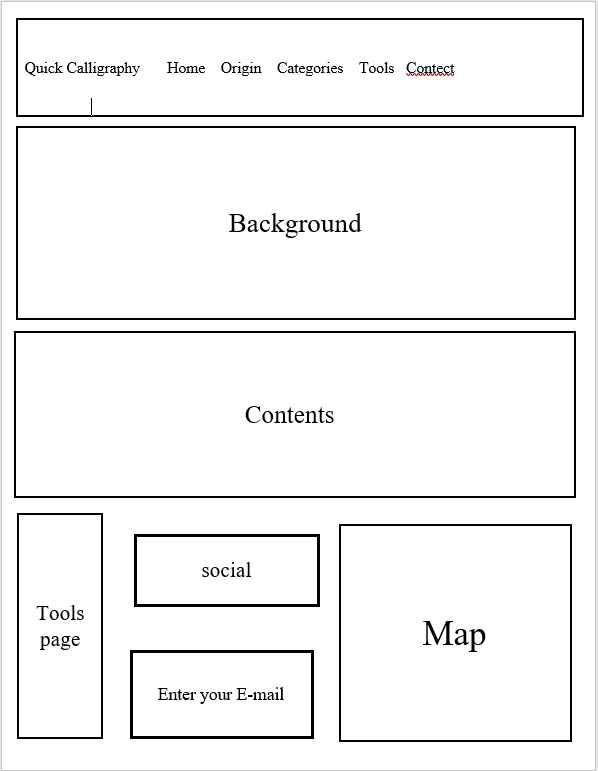 Quick Calligraphy Home Origin Categories Tools Contect
Background
Contents
Tools
page
social
Enter your E-mail
Map